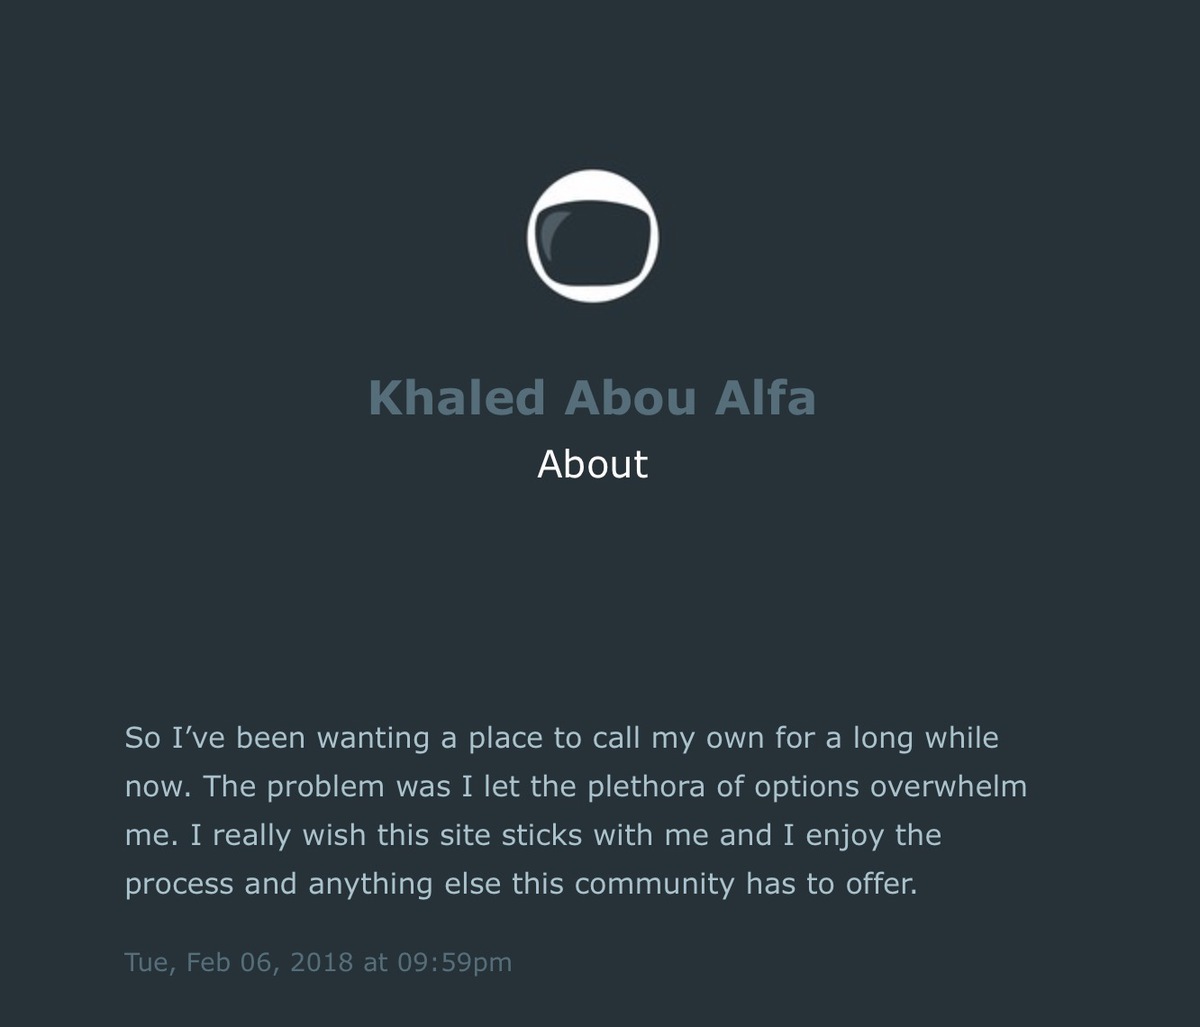 Khaled Abou Alfa
About
So I’ve been wanting a place to call my own for a long while
now. The problem was I let the plethora of options overwhelm
me. I really wish this site sticks with me and I enjoy the
process and anything else this community has to offer.
Tue, Feb 06, 2018 at 09:59pm